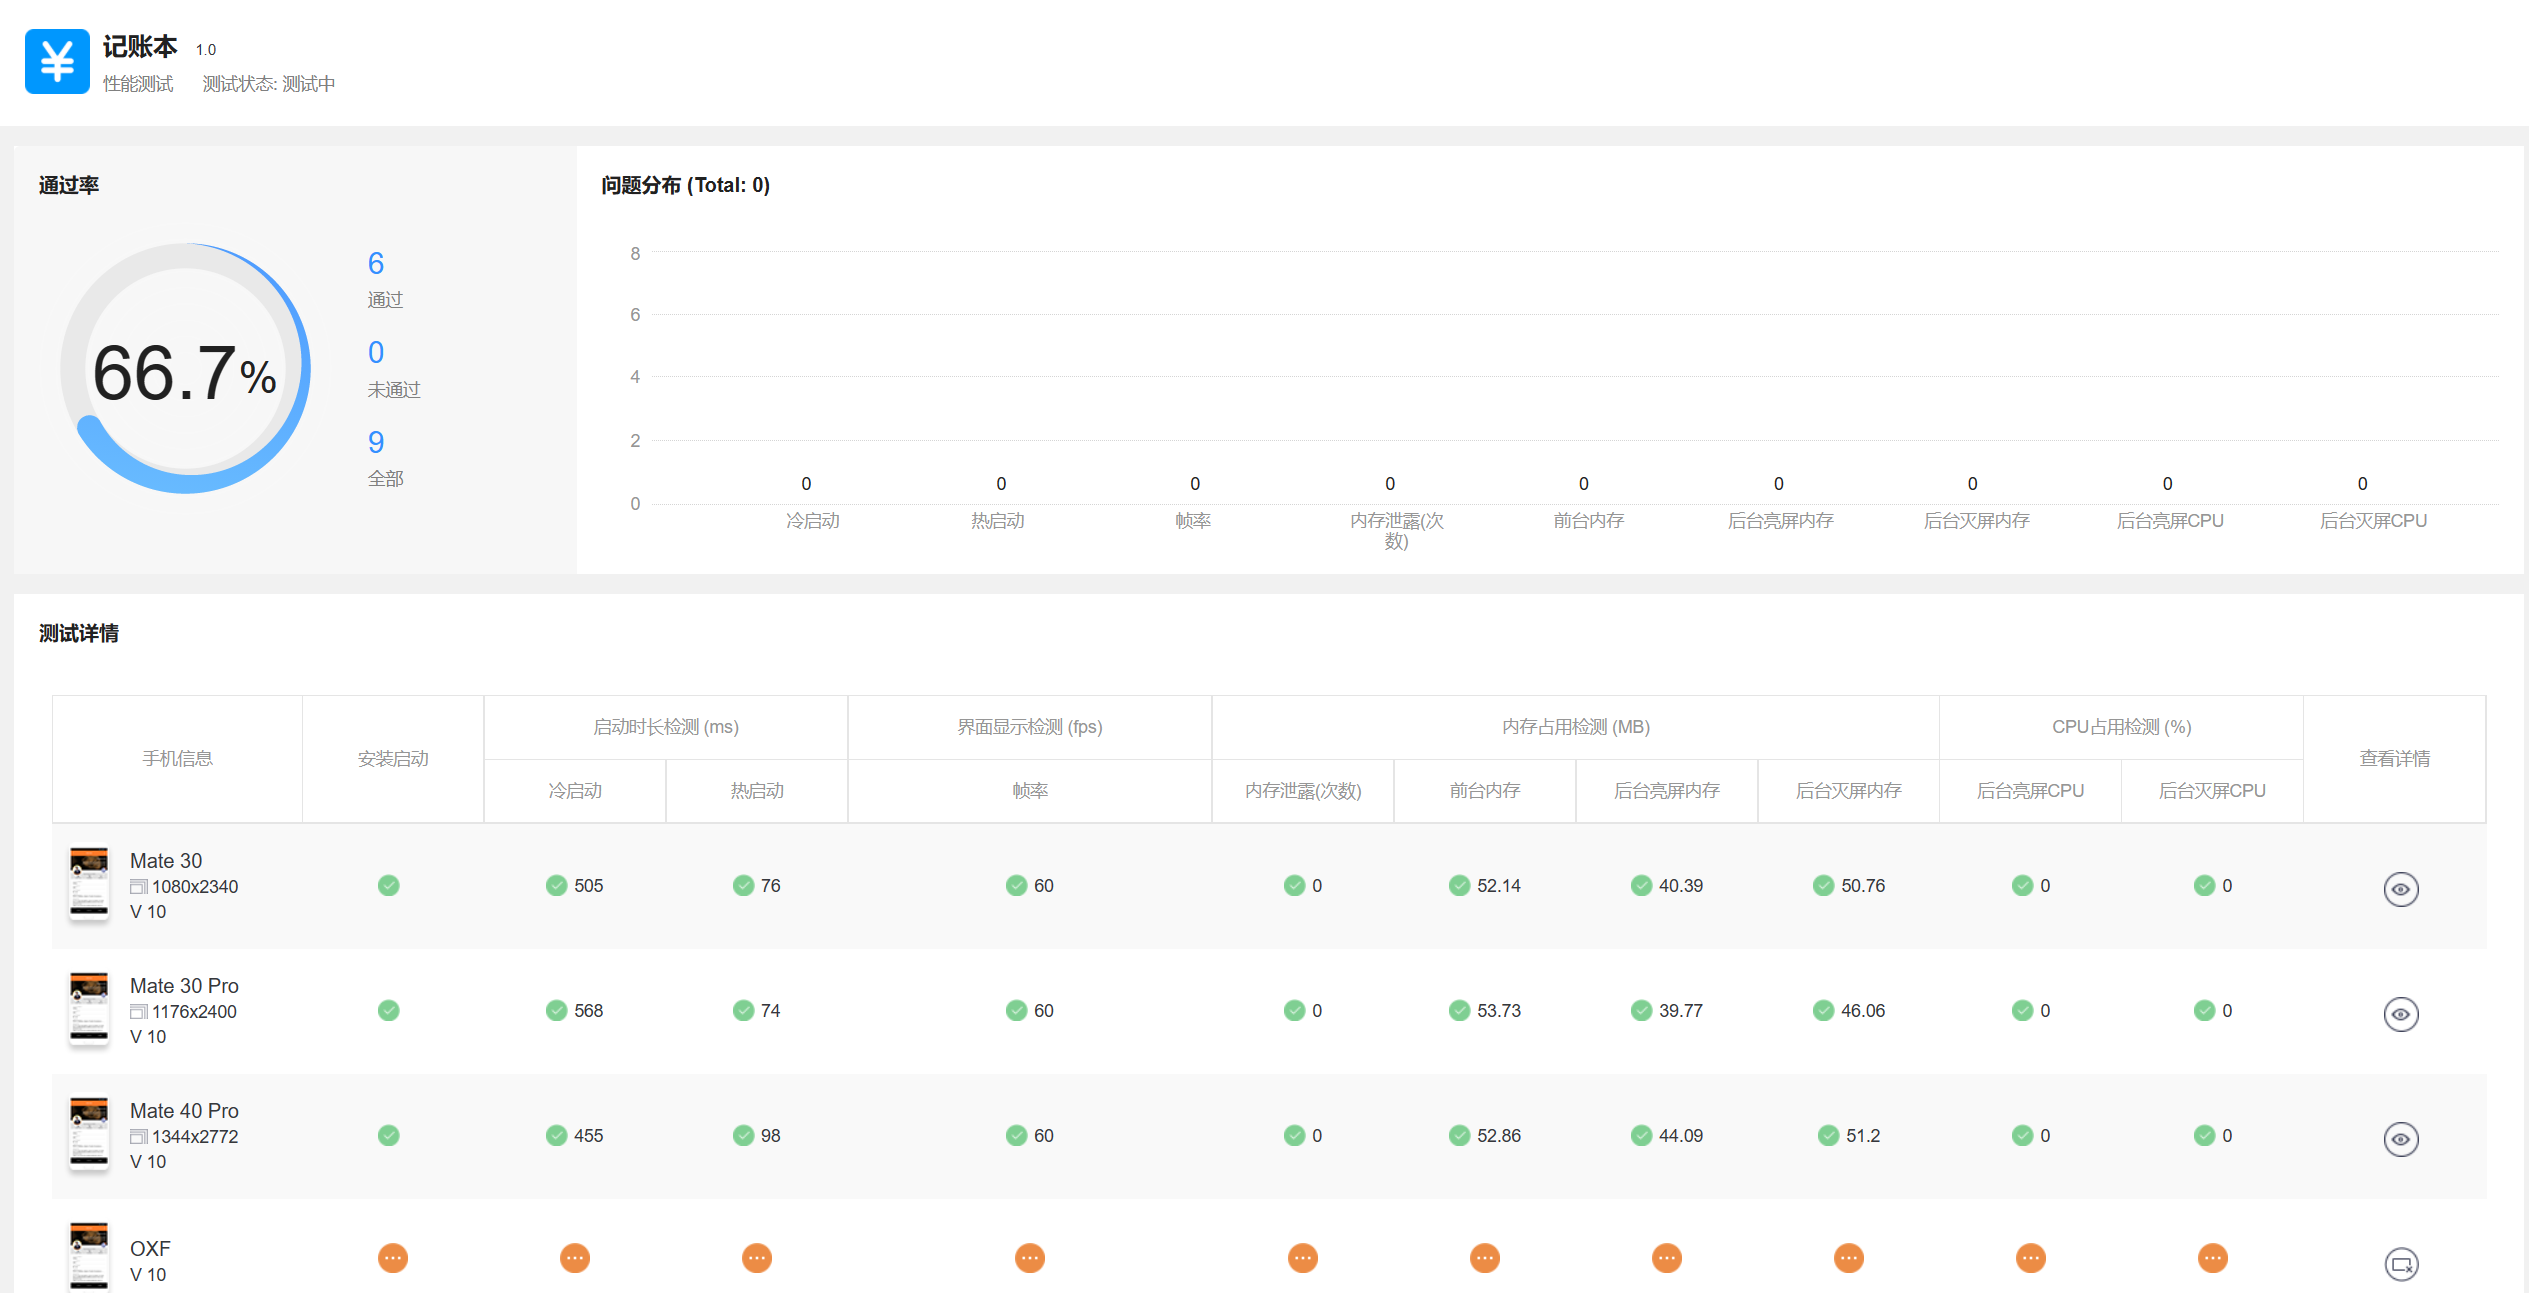 记账本 1.0
性能测试 测试状态: 测试中
通过率
66.7%
6
通过
0
未通过
9
全部
问题分布 (Total: 0)
8
6
4
2
0
0 0 0 0 0 0 0 0 0
冷启动 热启动 帧率 内存泄露(次数) 前台内存 后台亮屏内存 后台灭屏内存 后台亮屏CPU 后台灭屏CPU
测试详情
手机信息 安装启动 启动时长检测 (ms) 界面显示检测 (fps) 内存占用检测 (MB) CPU占用检测 (%) 查看详情
冷启动 热启动 帧率 内存泄露(次数) 前台内存 后台亮屏内存 后台灭屏内存 后台亮屏CPU 后台灭屏CPU
Mate 30
1080x2340
V 10
505 76 60 0 52.14 40.39 50.76 0 0
Mate 30 Pro
1176x2400
V 10
568 74 60 0 53.73 39.77 46.06 0 0
Mate 40 Pro
1344x2772
V 10
455 98 60 0 52.86 44.09 51.2 0 0
OXF
V 10